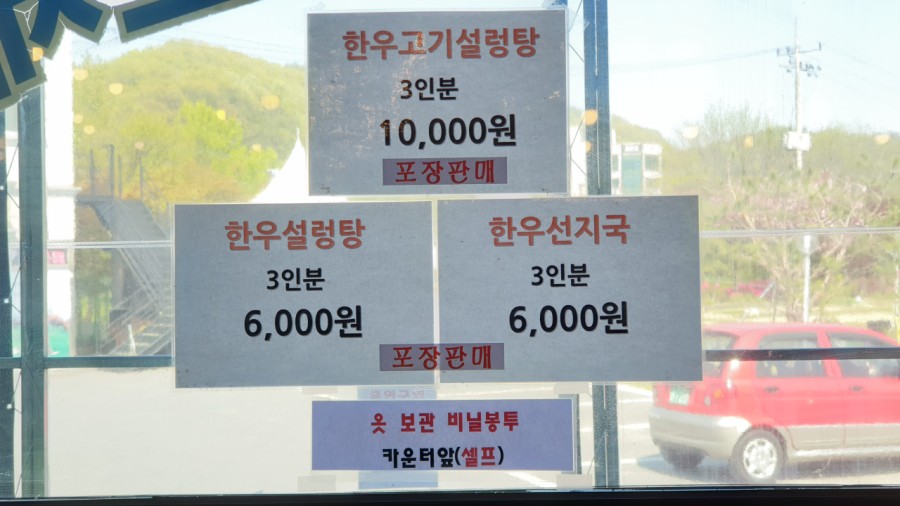 한우고기설렁탕
3인분
10,000원
포장판매
한우설렁탕
3인분
6,000원
한우선지국
3인분
6,000원
포장판매
옷 보관 비닐봉투
카운터앞(셀프)